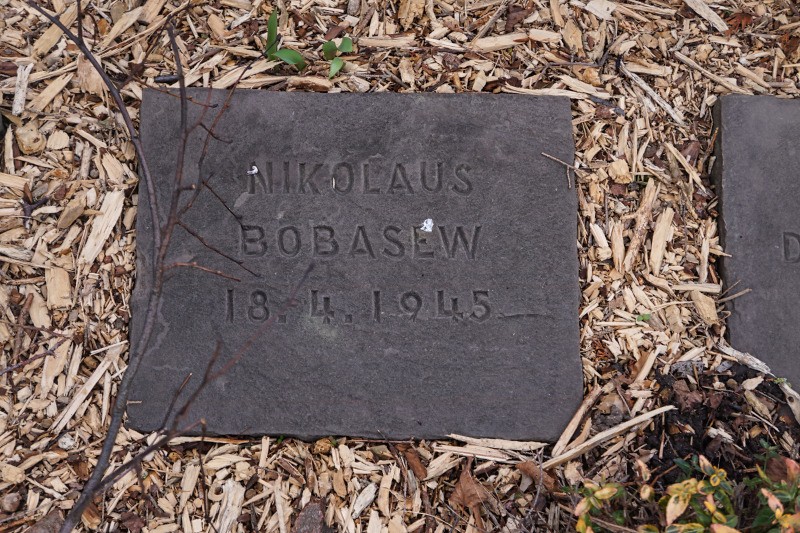 NIKOLAUS
BOBASEW
18.4.1945
D